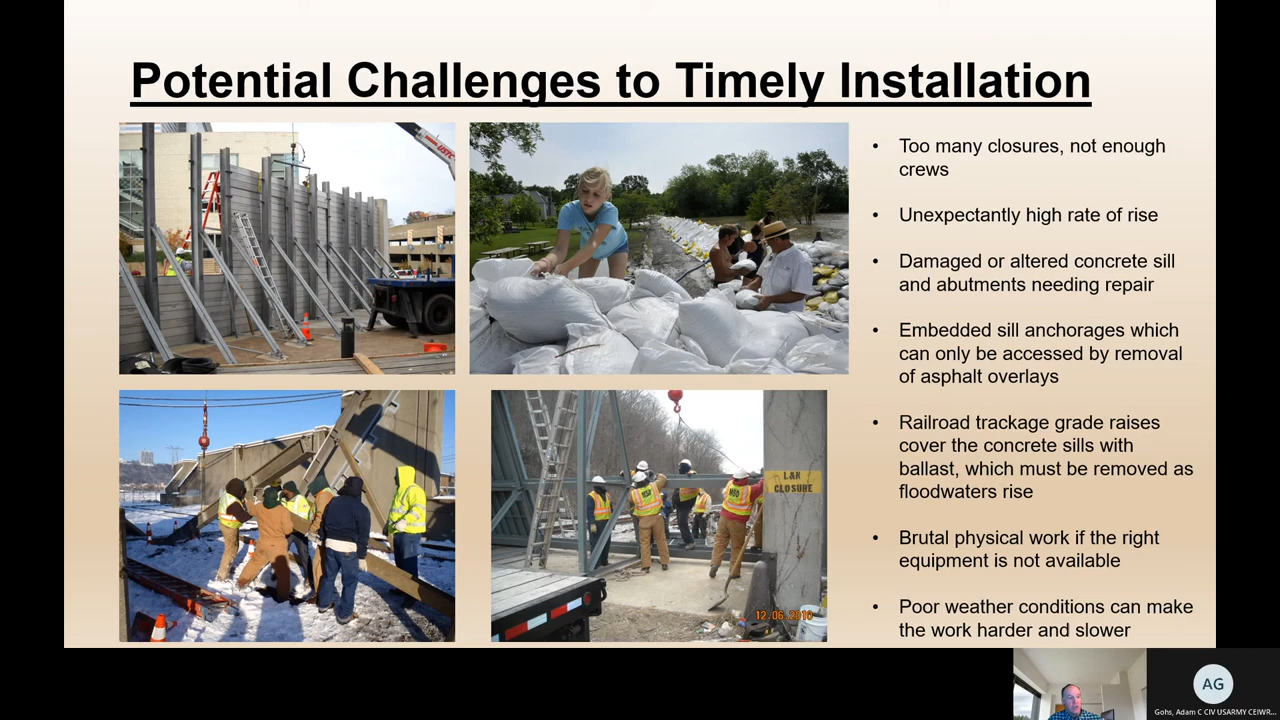 Potential Challenges to Timely Installation
• Too many closures, not enough
crews
• Unexpectantly high rate of rise
• Damaged or altered concrete sill
and abutments needing repair
• Embedded sill anchorages which
can only be accessed by removal
of asphalt overlays
• Railroad trackage grade raises
cover the concrete sills with
ballast, which must be removed as
floodwaters rise
• Brutal physical work if the right
equipment is not available
• Poor weather conditions can make
the work harder and slower
L&N
CLOSURE
MSD
MSD
12.06.2010
AG
Gohs, Adam C CIV USARMY CEIWR...